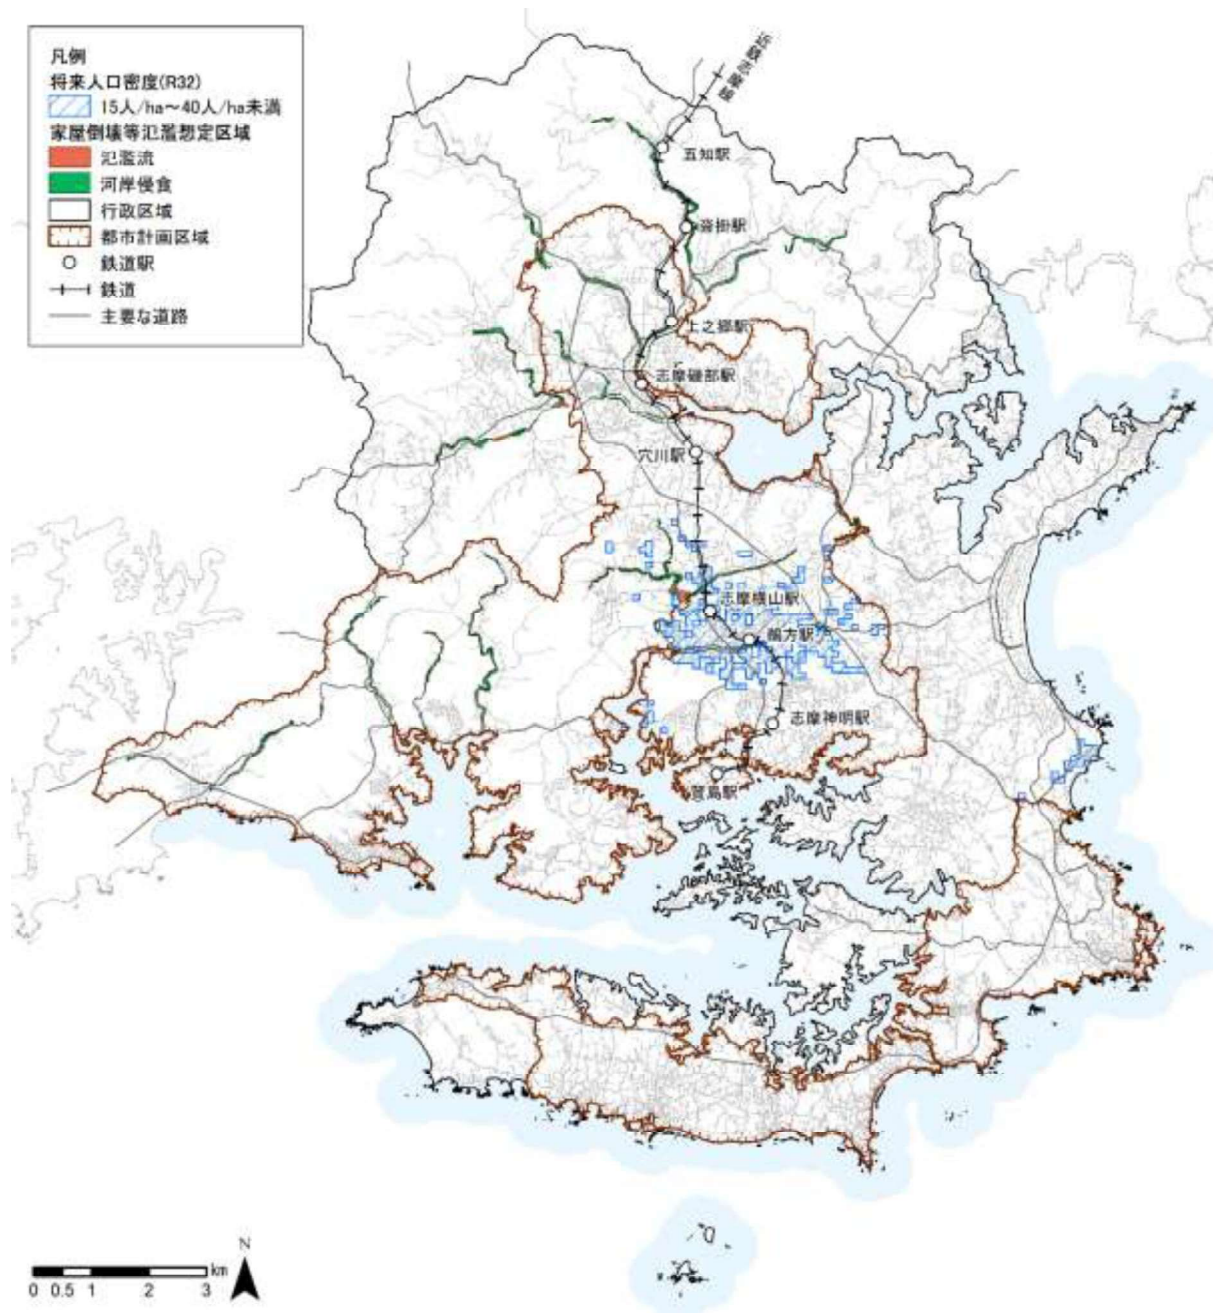 凡例
将来人口密度(R32)
15人/ha～40人/ha未満
家屋倒壊等氾濫想定区域
氾濫流
河岸侵食
行政区域
都市計画区域
鉄道駅
鉄道
主要な道路
近鉄志摩線
五知駅
沓掛駅
上之郷駅
志摩磯部駅
穴川駅
志摩横山駅
鵜方駅
志摩神明駅
賢島駅
N
km
0 0.5 1 2 3